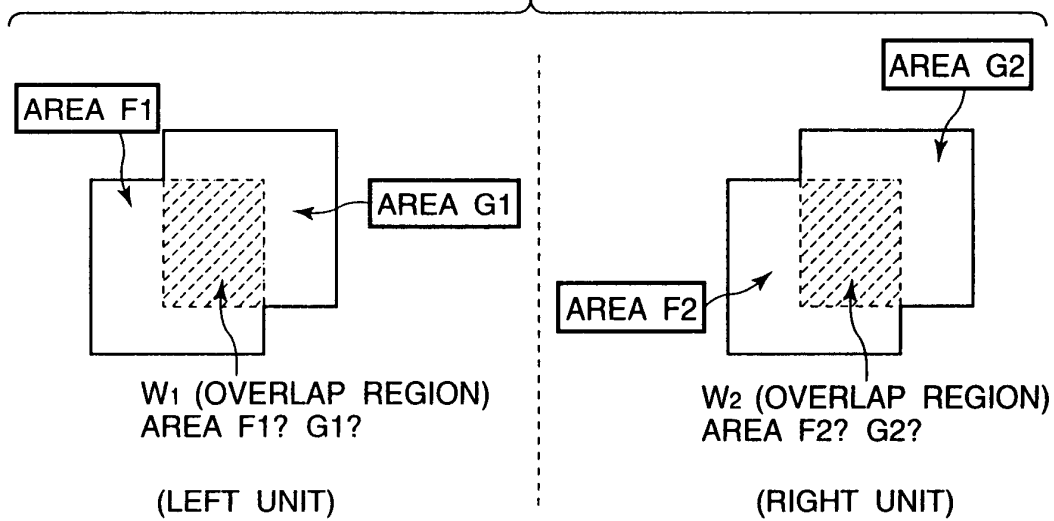 AREA F1
AREA G1
W1 (OVERLAP REGION)
AREA F1? G1?
(LEFT UNIT)
AREA G2
AREA F2
W2 (OVERLAP REGION)
AREA F2? G2?
(RIGHT UNIT)